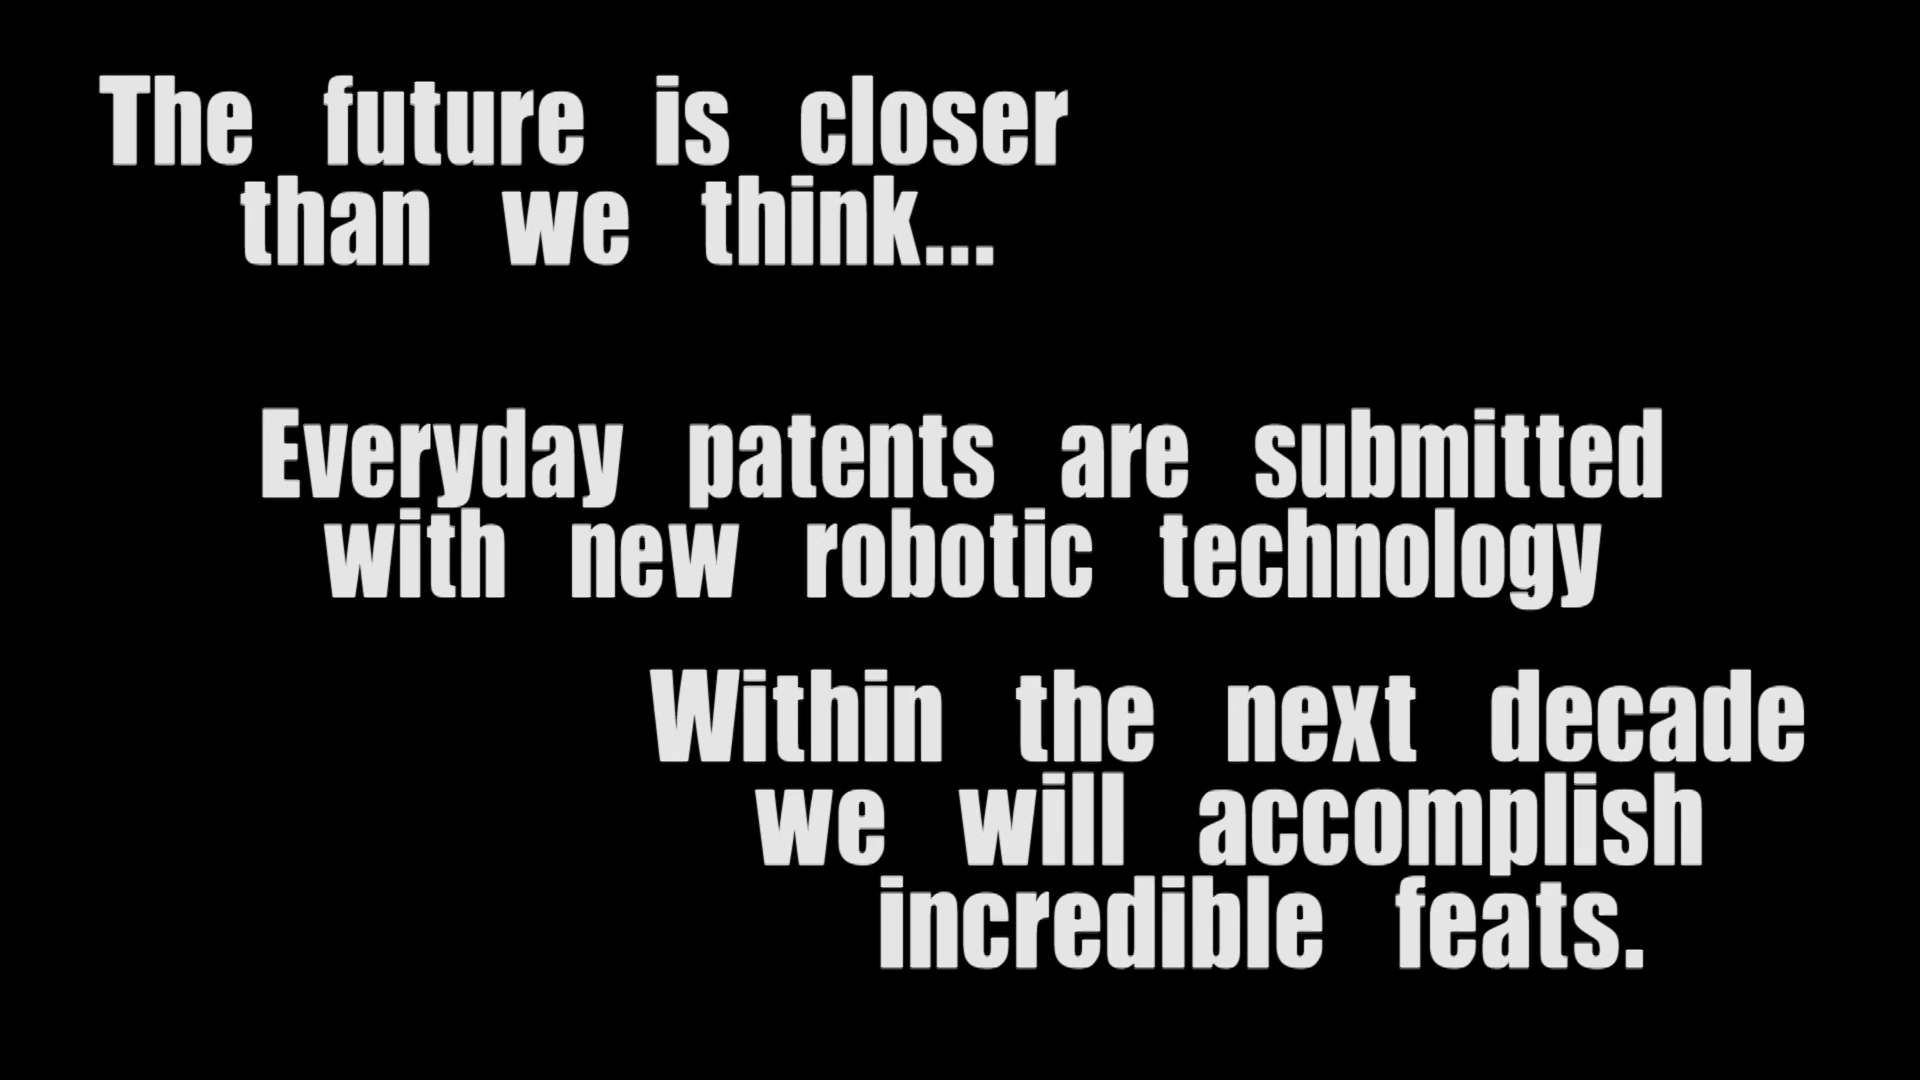 The future is closer
than we think...
Everyday patents are submitted
with new robotic technology
Within the next decade
we will accomplish
incredible feats.